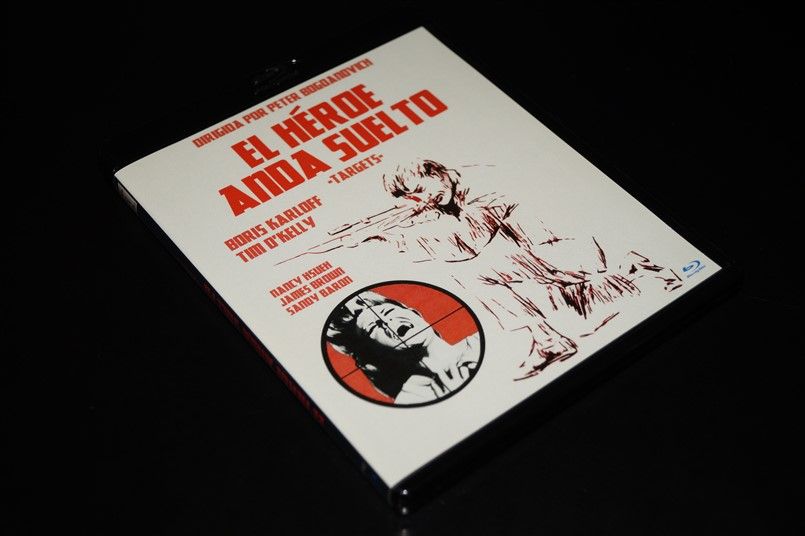 DIRIGIDA POR PETER BOGDANOVICH
EL HÉROE
ANDA SUELTO
-TARGETS-
BORIS KARLOFF
TIM O'KELLY
NANCY HSUEH
JAMES BROWN
SANDY BARON